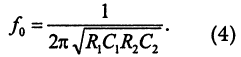 f₀ = 1 / (2π√(R₁C₁R₂C₂)). (4)